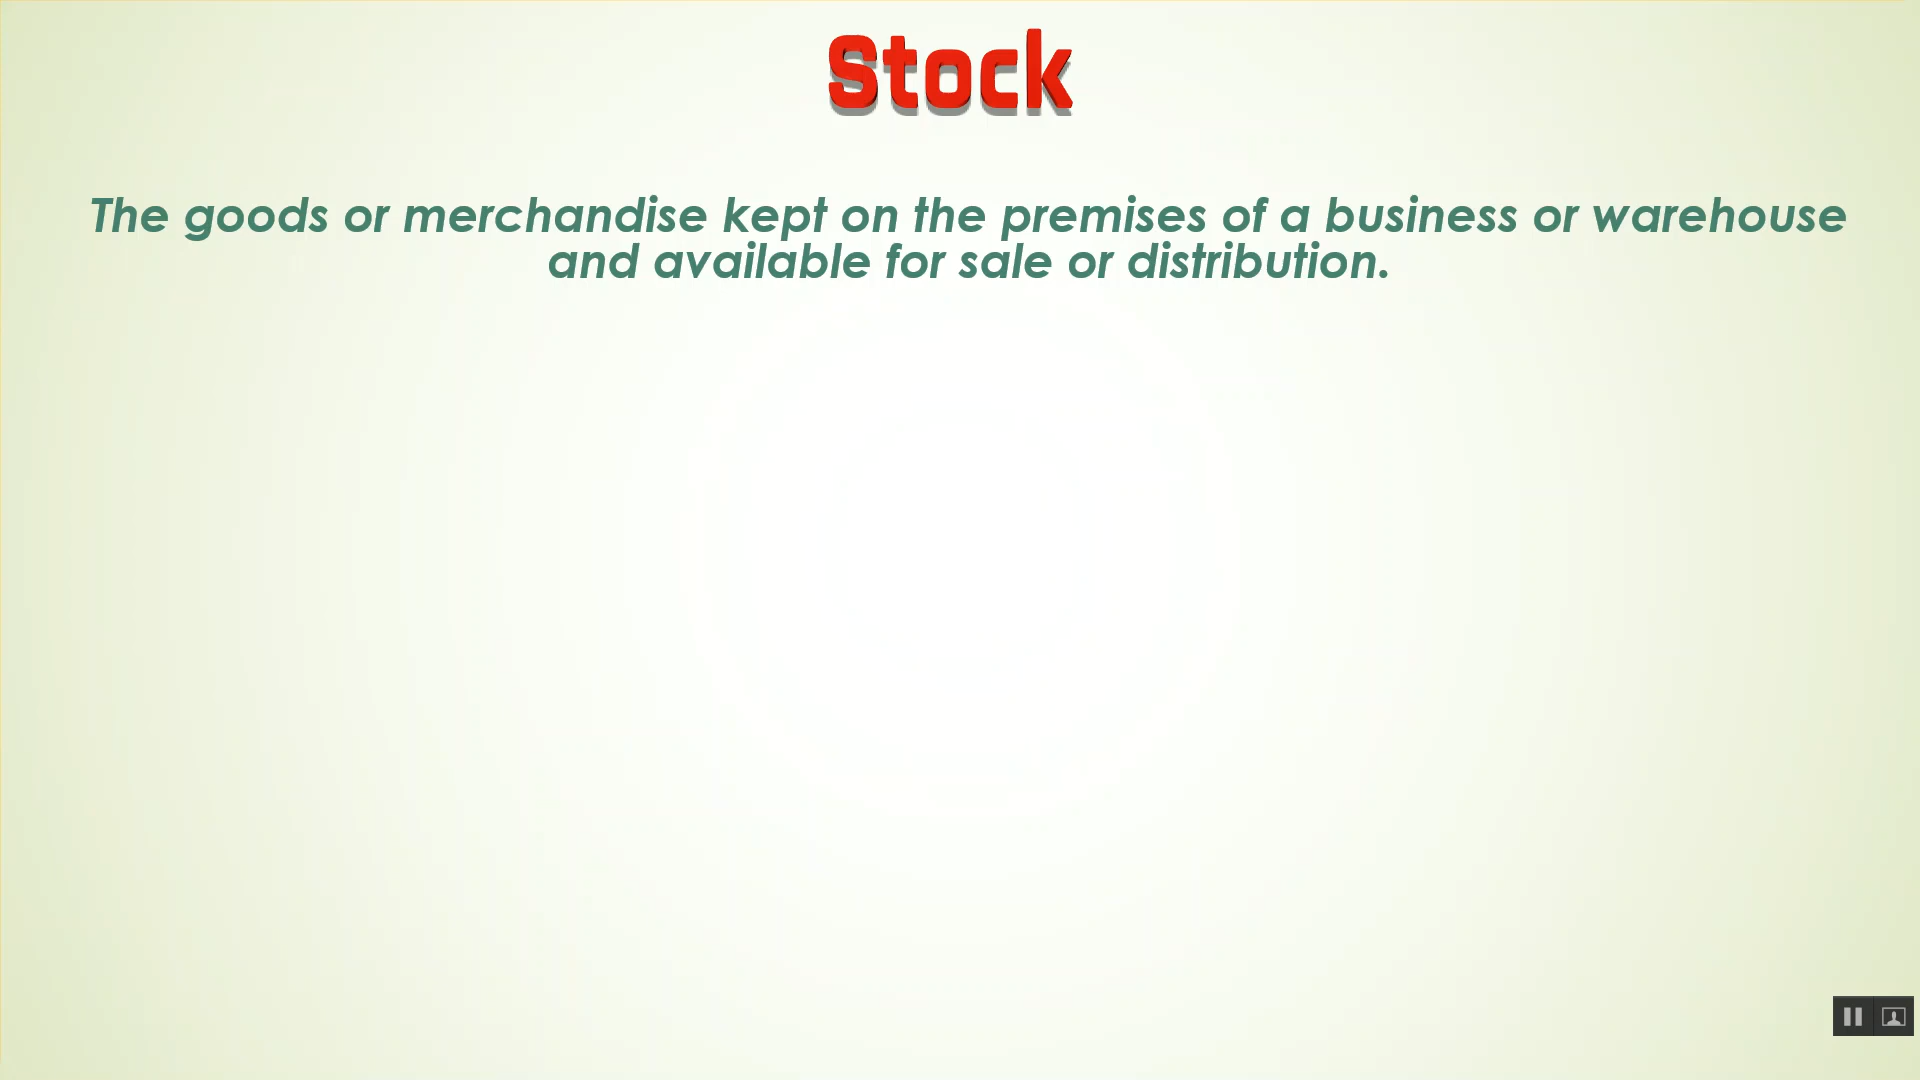 Stock
The goods or merchandise kept on the premises of a business or warehouse
and available for sale or distribution.